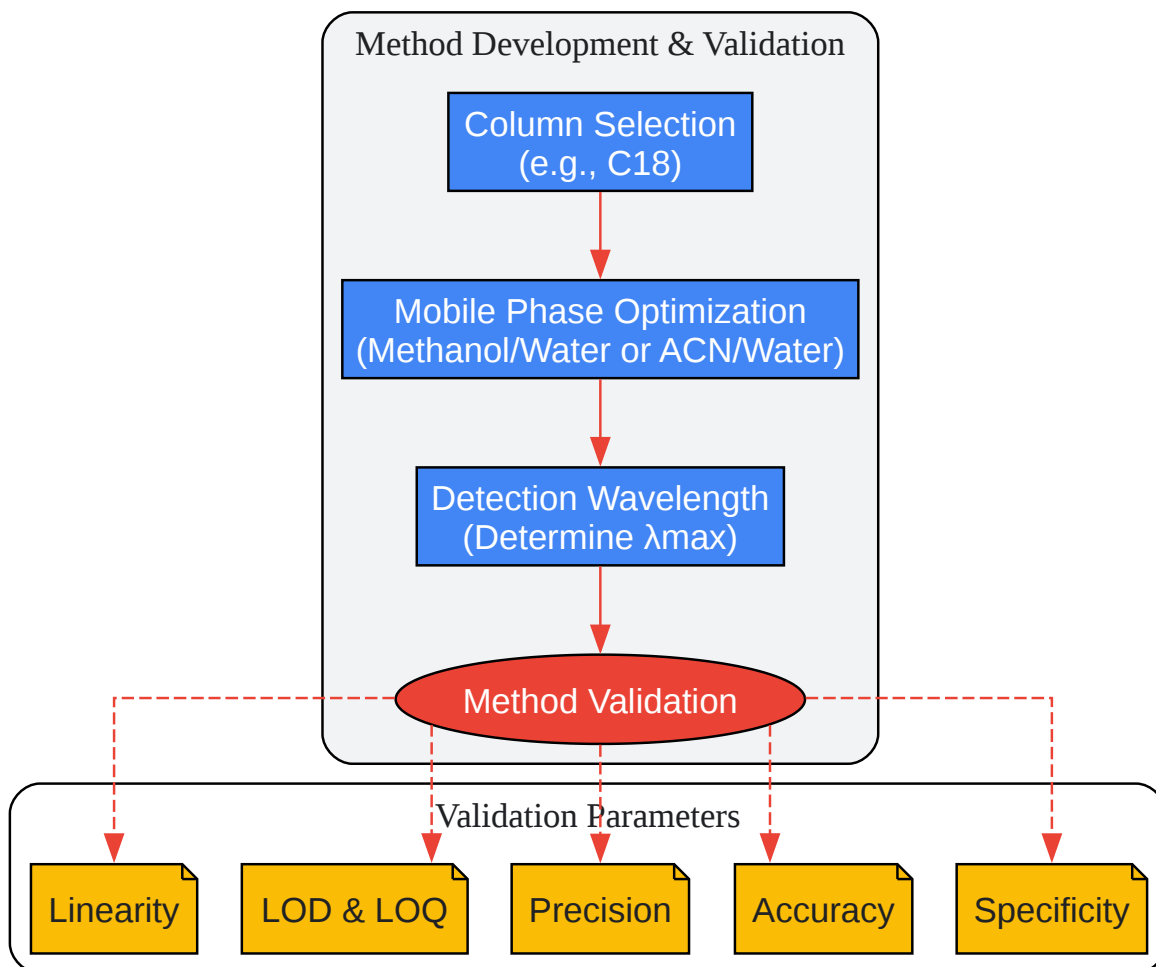 Method Development & Validation
Column Selection
(e.g., C18)
Mobile Phase Optimization
(Methanol/Water or ACN/Water)
Detection Wavelength
(Determine λmax)
Method Validation
Validation Parameters
Linearity
LOD & LOQ
Precision
Accuracy
Specificity